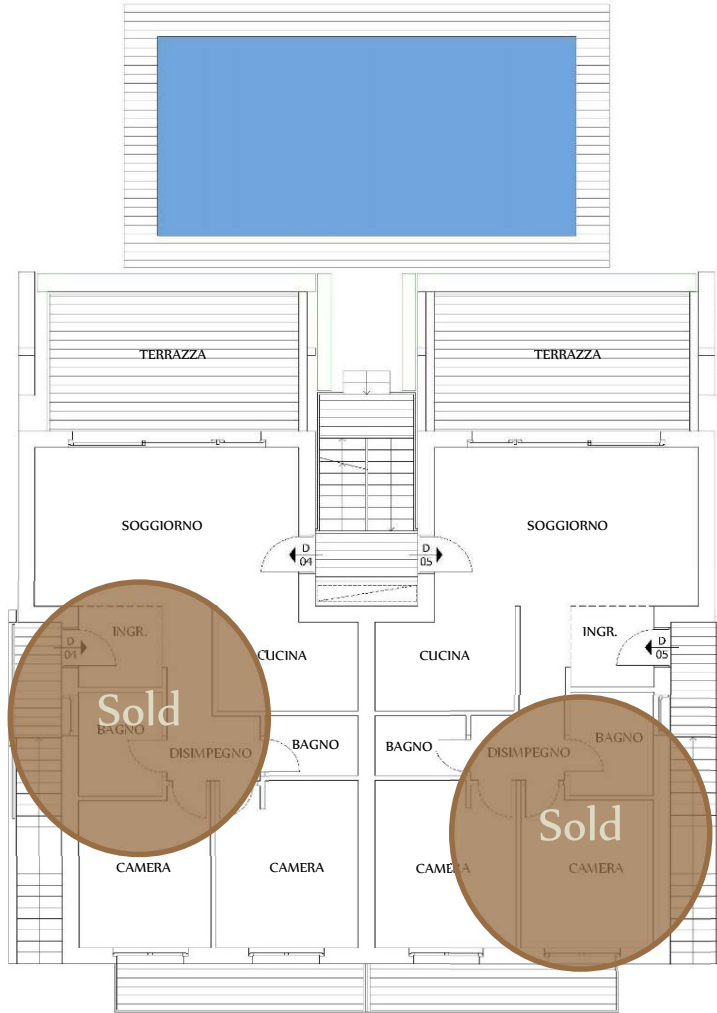 TERRAZZA
TERRAZZA
SOGGIORNO
SOGGIORNO
D
04
D
05
INGR.
INGR.
D
04
D
05
CUCINA
CUCINA
Sold
BAGNO
DISIMPEGNO
BAGNO
BAGNO
DISIMPEGNO
BAGNO
Sold
CAMERA
CAMERA
CAMERA
CAMERA